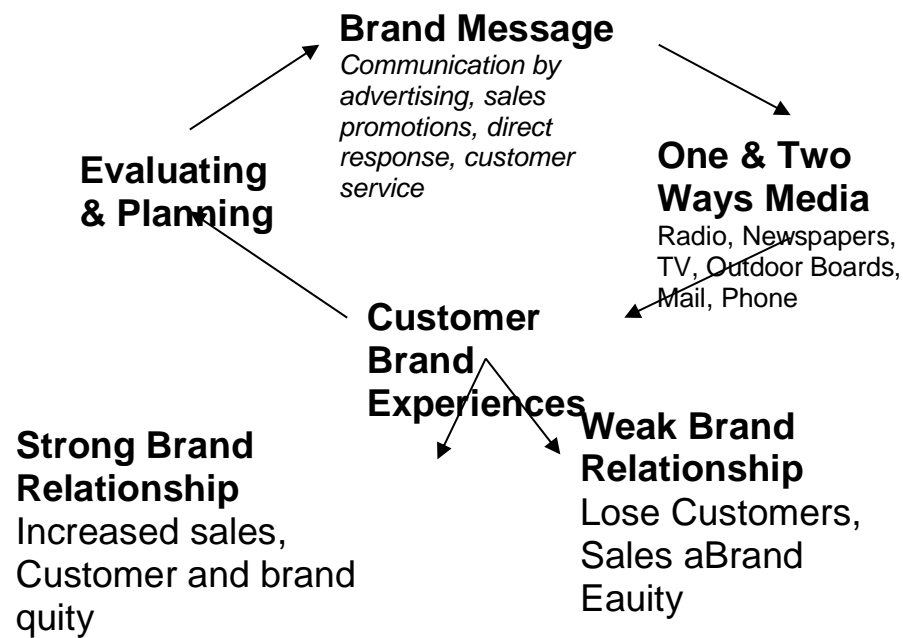 Brand Message
Communication by
advertising, sales
promotions, direct
response, customer
service
Evaluating
& Planning
One & Two
Ways Media
Radio, Newspapers,
TV, Outdoor Boards,
Mail, Phone
Customer
Brand
Experiences
Strong Brand
Relationship
Increased sales,
Customer and brand
quity
Weak Brand
Relationship
Lose Customers,
Sales aBrand
Eauity